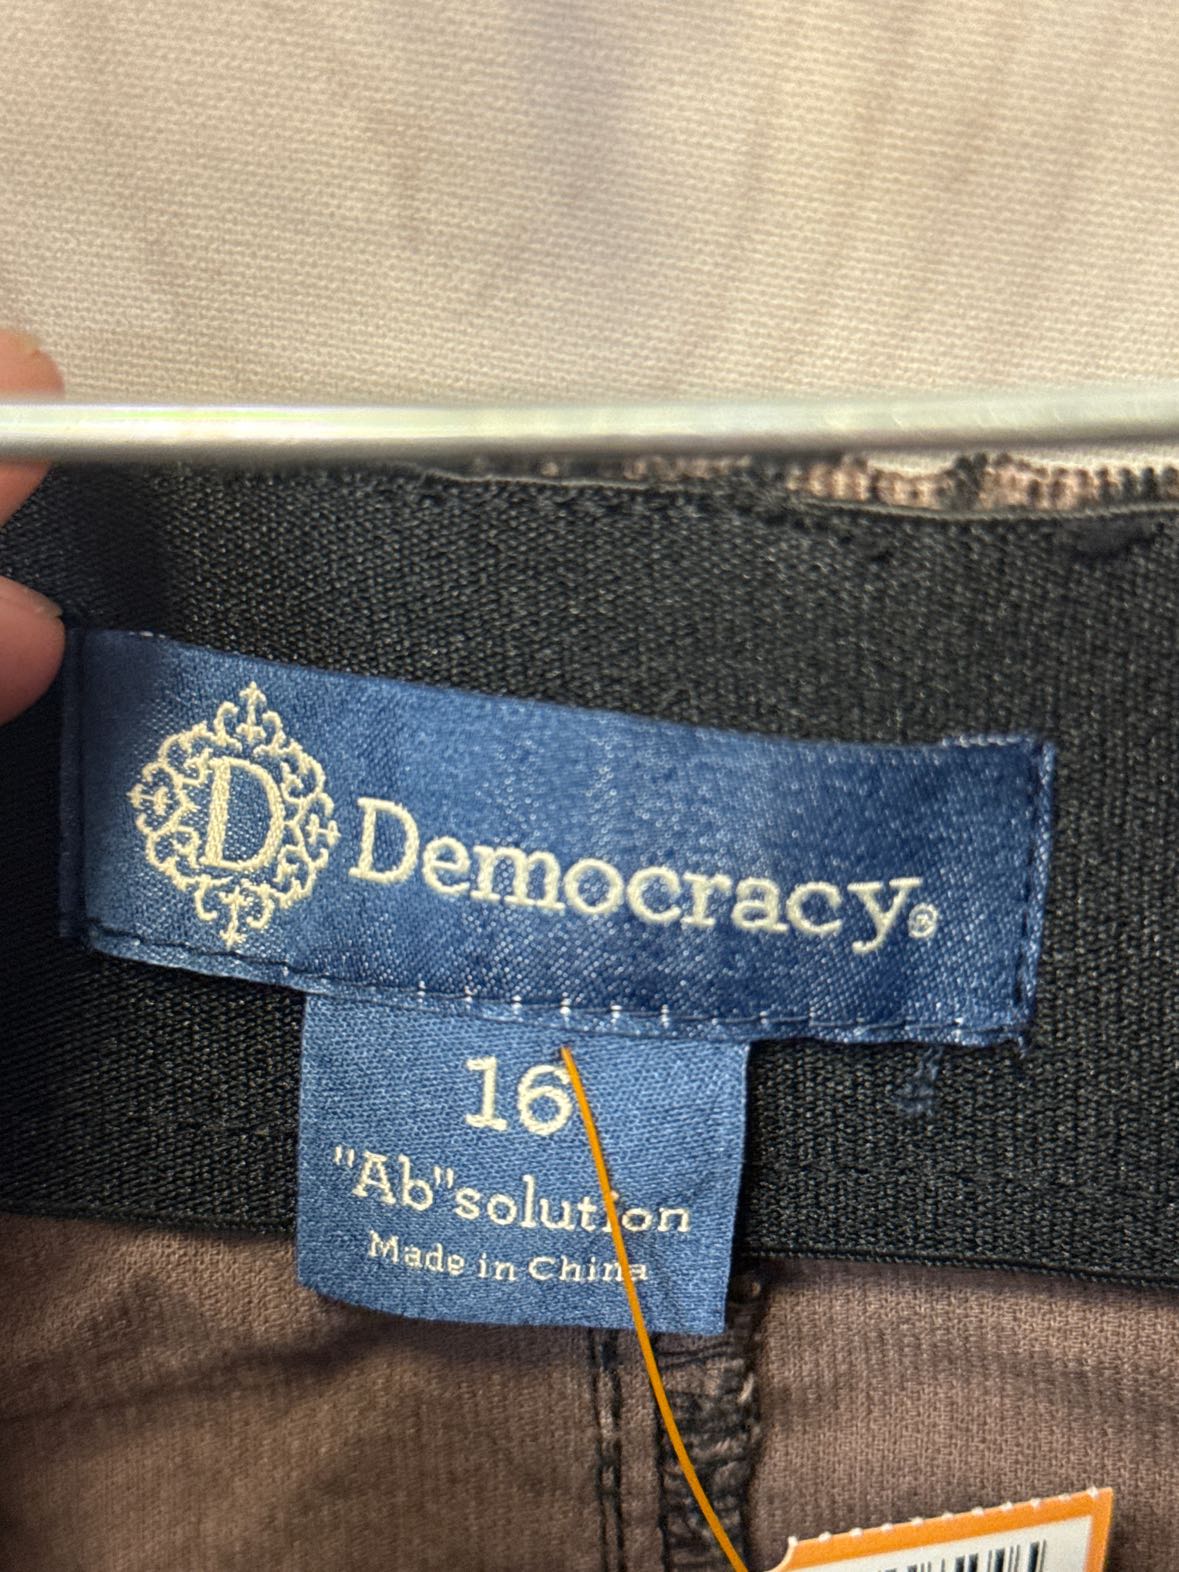 D Democracy®
16
"Ab"solution
Made in China